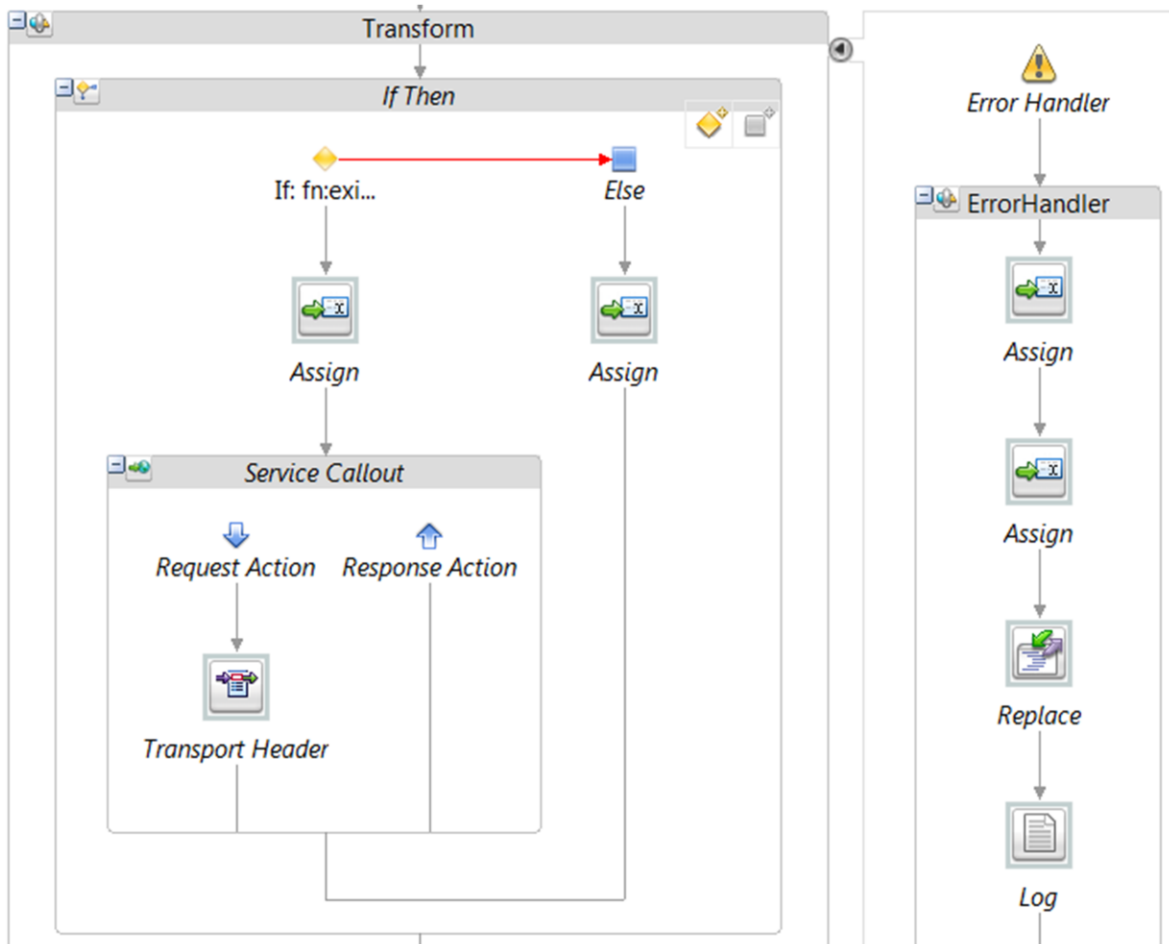 Transform
If Then
If: fn:exi...
Else
Assign
Assign
Service Callout
Request Action
Response Action
Transport Header
Error Handler
ErrorHandler
Assign
Assign
Replace
Log